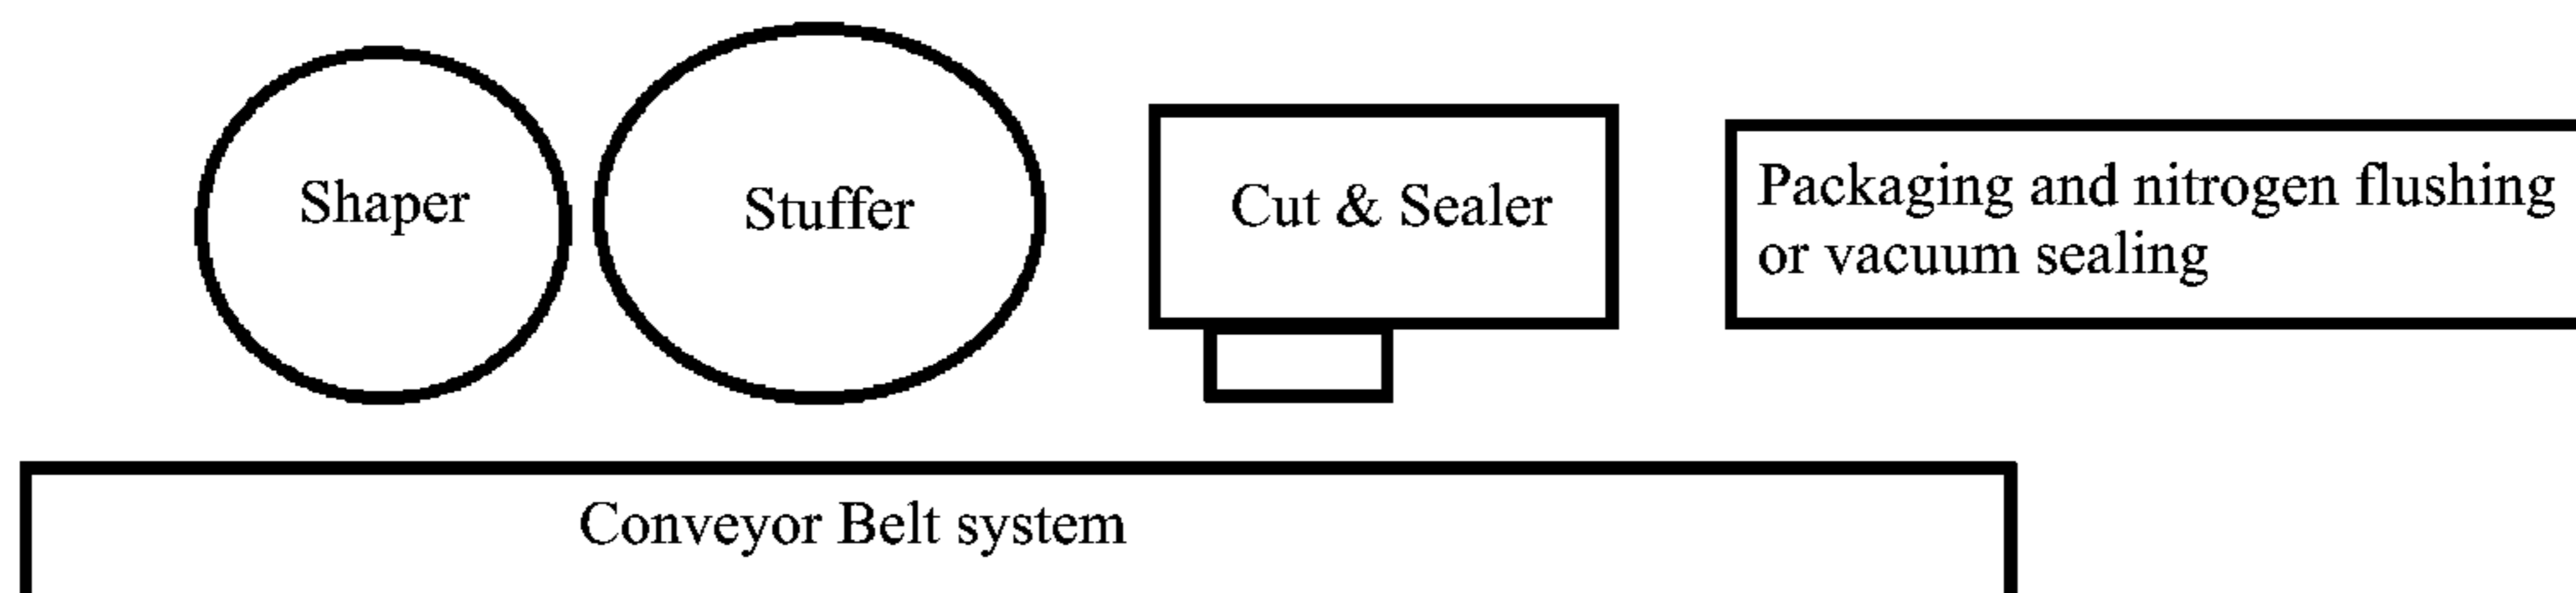 Shaper
Stuffer
Cut & Sealer
Packaging and nitrogen flushing
or vacuum sealing
Conveyor Belt system